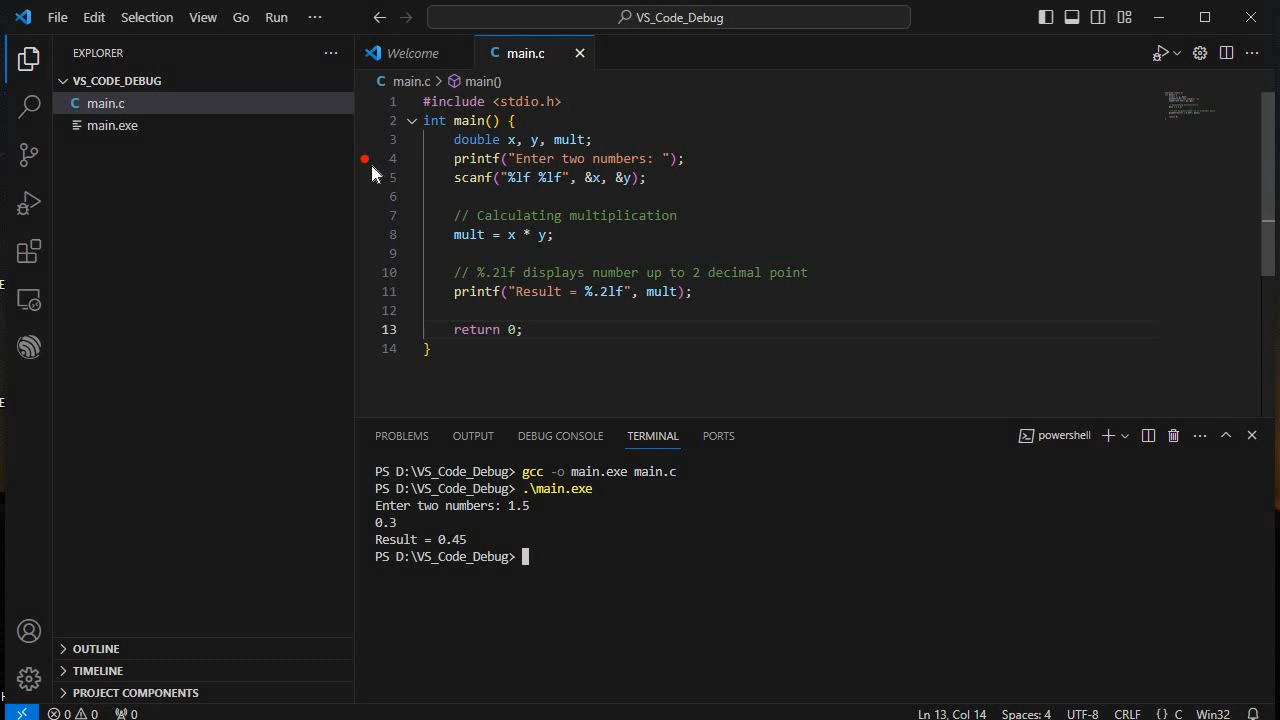 File Edit Selection View Go Run ··· VS_Code_Debug
EXPLORER ···
VS_CODE_DEBUG
main.c
main.exe
OUTLINE
TIMELINE
PROJECT COMPONENTS
Welcome C main.c
C main.c > main()
1 #include <stdio.h>
2 int main() {
3 double x, y, mult;
4 printf("Enter two numbers: ");
5 scanf("%lf %lf", &x, &y);
6
7 // Calculating multiplication
8 mult = x * y;
9
10 // %.2lf displays number up to 2 decimal point
11 printf("Result = %.2lf", mult);
12
13 return 0;
14 }
PROBLEMS OUTPUT DEBUG CONSOLE TERMINAL PORTS powershell
PS D:\VS_Code_Debug> gcc -o main.exe main.c
PS D:\VS_Code_Debug> .\main.exe
Enter two numbers: 1.5
0.3
Result = 0.45
PS D:\VS_Code_Debug>
0 0 0 Ln 13, Col 14 Spaces: 4 UTF-8 CRLF {} C Win32